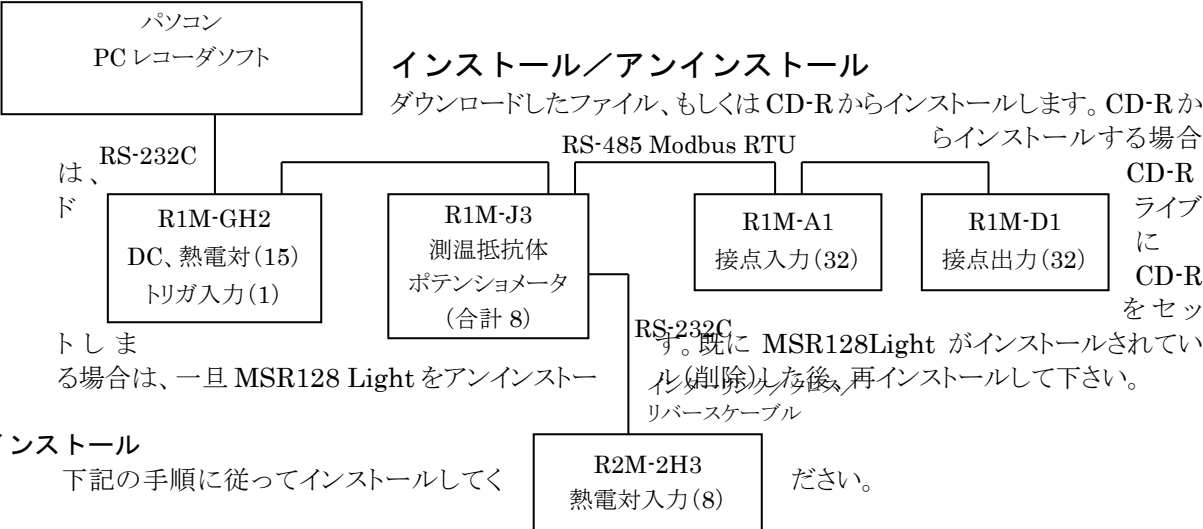 パソコン
PC レコーダソフト
インストール／アンインストール
ダウンロードしたファイル、もしくは CD-R からインストールします。CD-R か
らインストールする場合
は、
CD-R
ド
ライブ
に
CD-R
をセッ
トしま
す。既に MSR128Light がインストールされてい
る場合は、一旦 MSR128 Light をアンインストー
ル(削除)した後、再インストールして下さい。
RS-232C
RS-485 Modbus RTU
R1M-GH2
DC、熱電対(15)
トリガ入力(1)
R1M-J3
測温抵抗体
ポテンショメータ
(合計 8)
R1M-A1
接点入力(32)
R1M-D1
接点出力(32)
RS-232C
インターリンク／クロス／
リバースケーブル
R2M-2H3
熱電対入力(8)
ンストール
下記の手順に従ってインストールしてく
ださい。